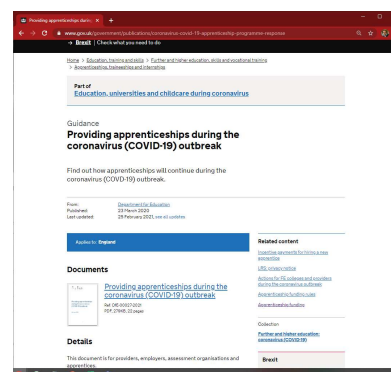 Providing apprenticeships during
www.gov.uk/government/publications/coronavirus-covid-19-apprenticeship-programme-response
→ Brexit | Check what you need to do
Home > Education, training and skills > Further and higher education, skills and vocational training
> Apprenticeships, traineeships and internships
Part of
Education, universities and childcare during coronavirus
Guidance
Providing apprenticeships during the
coronavirus (COVID-19) outbreak
Find out how apprenticeships will continue during the
coronavirus (COVID-19) outbreak.
From: Department for Education
Published: 23 March 2020
Last updated: 25 February 2021, see all updates
Applies to: England
Documents
Providing apprenticeships during the
coronavirus (COVID-19) outbreak
PDF, 278KB, 22 pages
Details
This document is for providers, employers, assessment organisations and
apprentices.
Related content
Incentive payments for hiring a new
apprentice
LRS: privacy notice
Actions for FE colleges and providers
during the coronavirus outbreak
Apprenticeship funding rules
Apprenticeship funding
Collection
Further and higher education:
coronavirus (COVID-19)
Brexit